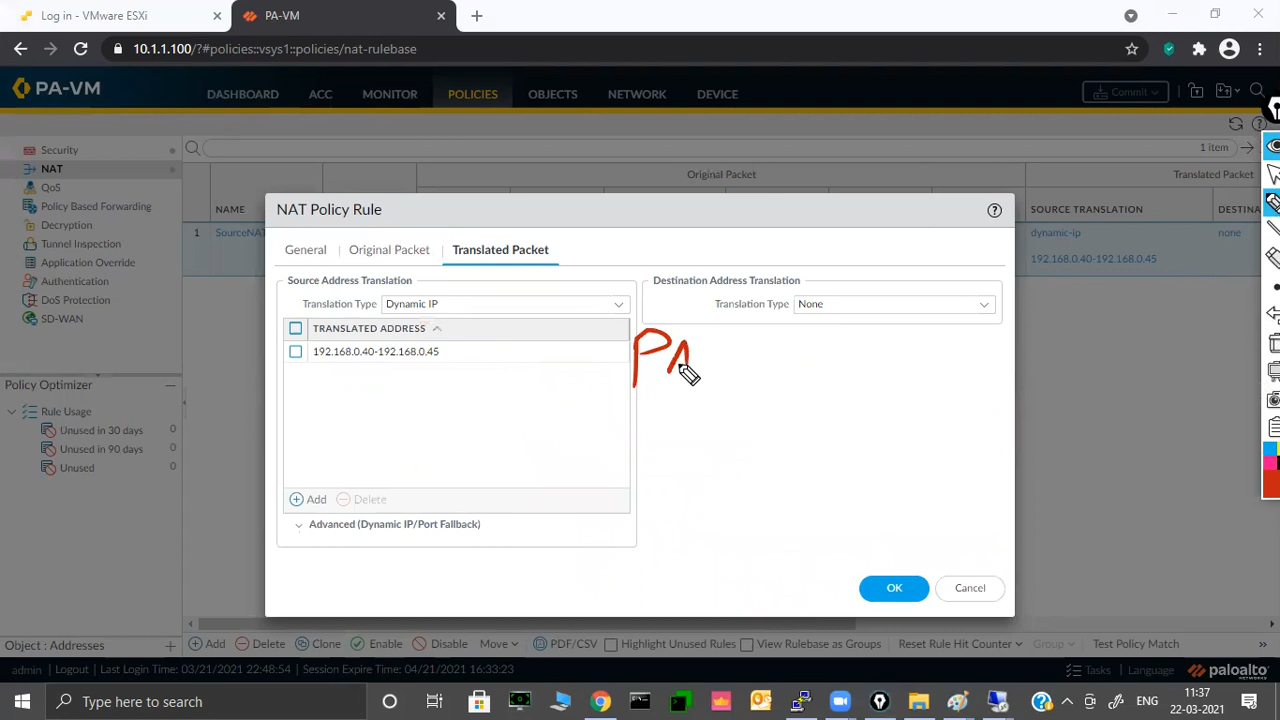 Log in - VMware ESXi
PA-VM
10.1.1.100/?#policies::vsys1::policies/nat-rulebase
PA-VM
DASHBOARD ACC MONITOR POLICIES OBJECTS NETWORK DEVICE
Commit
Security
NAT
QoS
Policy Based Forwarding
Decryption
Tunnel Inspection
Application Override
Authentication
DoS Protection
SD-WAN
1 item
Original Packet
Translated Packet
NAME
SOURCE TRANSLATION
DESTINA
1 SourceNAT
dynamic-ip
none
192.168.0.40-192.168.0.45
NAT Policy Rule
General Original Packet Translated Packet
Source Address Translation
Translation Type Dynamic IP
TRANSLATED ADDRESS
192.168.0.40-192.168.0.45
Add Delete
Advanced (Dynamic IP/Port Fallback)
Destination Address Translation
Translation Type None
PA
OK Cancel
Policy Optimizer
Rule Usage
Unused in 30 days 0
Unused in 90 days 0
Unused 0
Object : Addresses
Add Delete Clone Enable Disable Move PDF/CSV Highlight Unused Rules View Rulebase as Groups Reset Rule Hit Counter Group Test Policy Match
admin | Logout | Last Login Time: 03/21/2021 22:48:54 | Session Expire Time: 04/21/2021 16:33:23
Tasks | Language
paloalto
Type here to search
ENG
11:37
22-03-2021